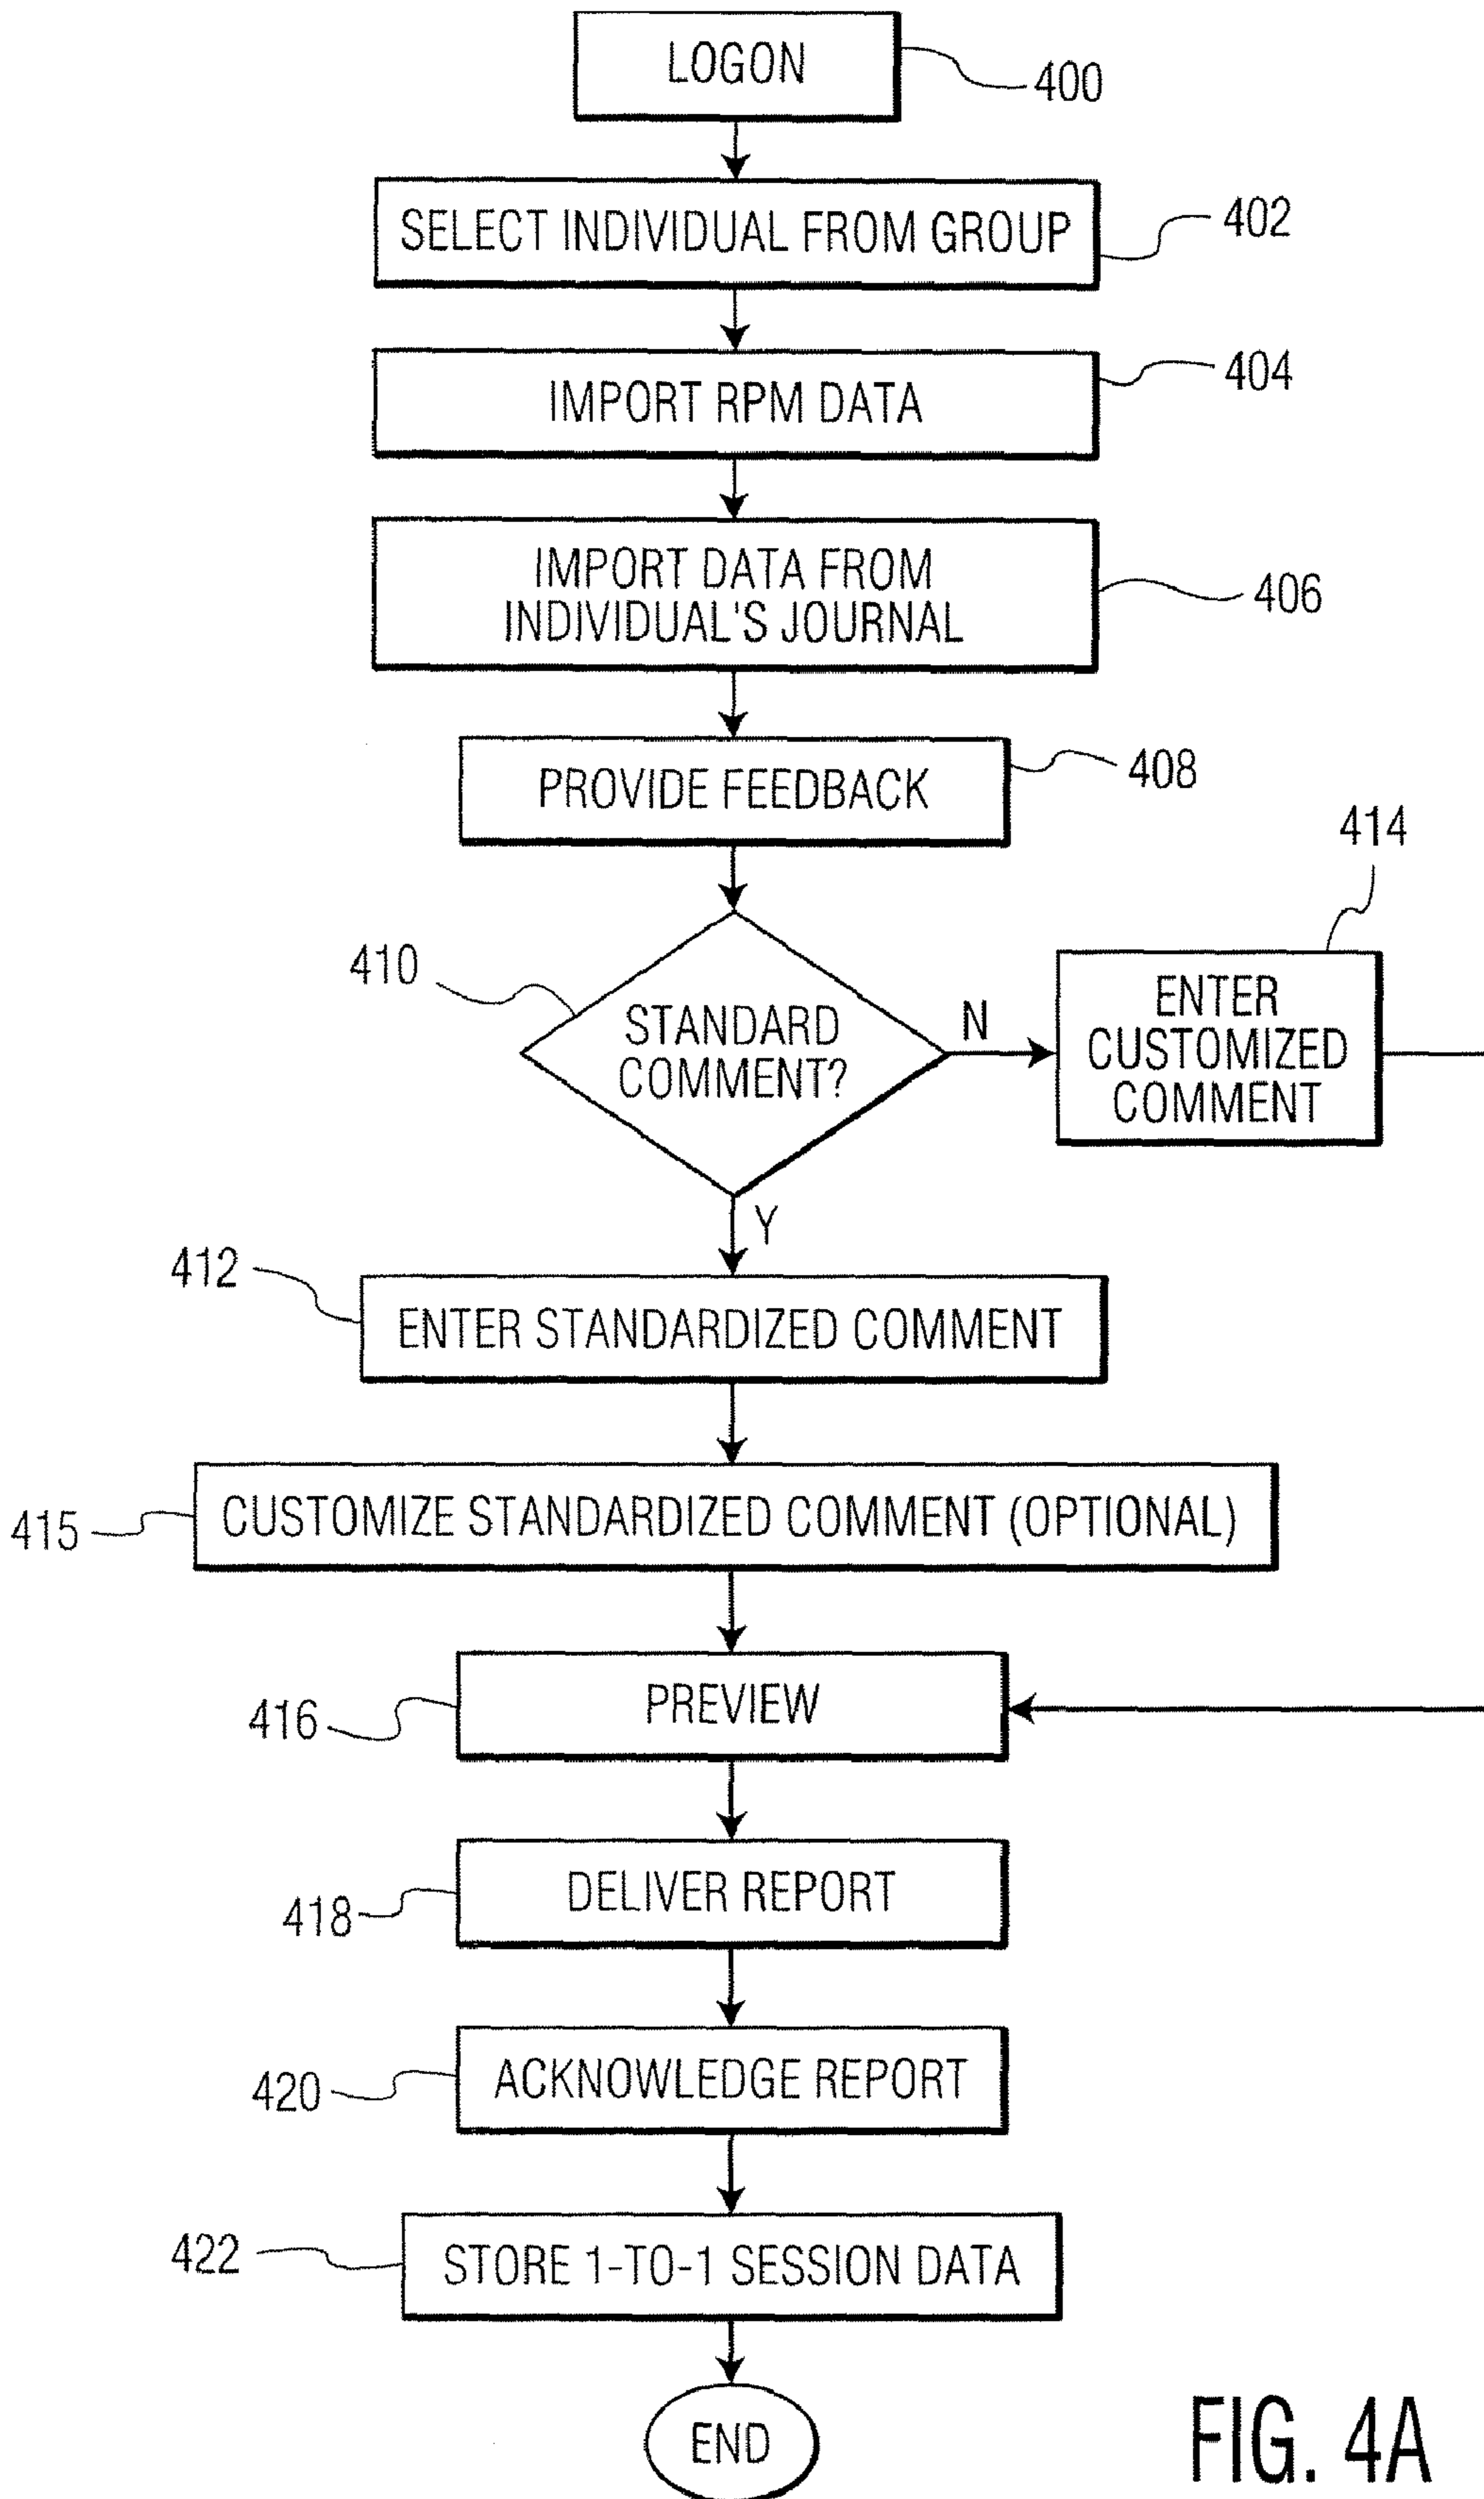 LOGON
400
SELECT INDIVIDUAL FROM GROUP
402
IMPORT RPM DATA
404
IMPORT DATA FROM
INDIVIDUAL'S JOURNAL
406
PROVIDE FEEDBACK
408
410
STANDARD
COMMENT?
N
414
ENTER
CUSTOMIZED
COMMENT
Y
412
ENTER STANDARDIZED COMMENT
415
CUSTOMIZE STANDARDIZED COMMENT (OPTIONAL)
416
PREVIEW
418
DELIVER REPORT
420
ACKNOWLEDGE REPORT
422
STORE 1-TO-1 SESSION DATA
END
FIG. 4A